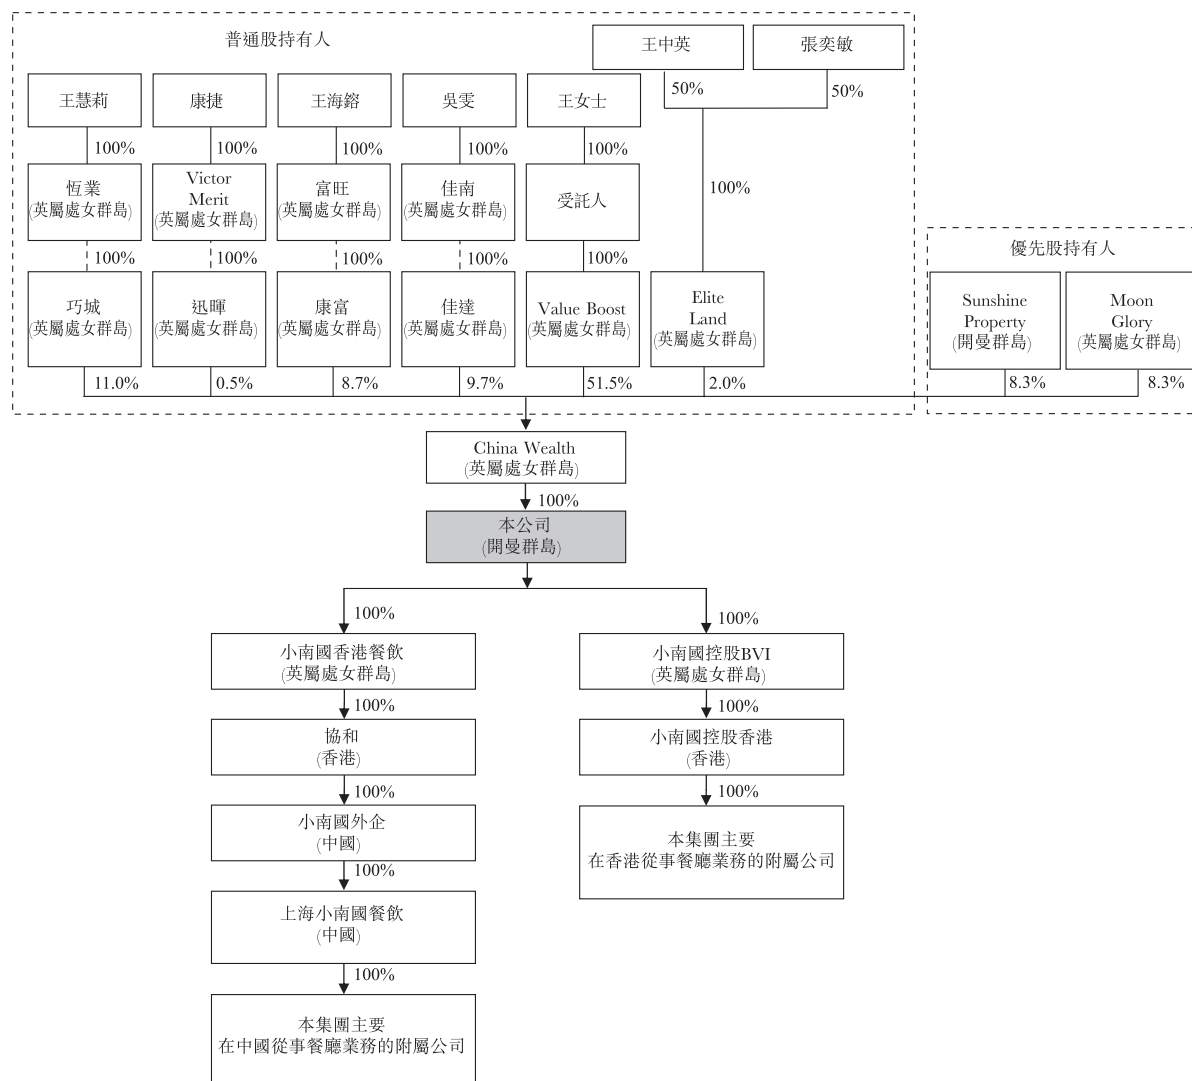 普通股持有人
王中英
張奕敏
50%
50%
王慧莉
康捷
王海鎔
吳雯
王女士
100%
100%
100%
100%
100%
100%
恆業
(英屬處女群島)
Victor
Merit
(英屬處女群島)
富旺
(英屬處女群島)
佳南
(英屬處女群島)
受託人
100%
100%
100%
100%
100%
優先股持有人
巧城
(英屬處女群島)
迅暉
(英屬處女群島)
康富
(英屬處女群島)
佳達
(英屬處女群島)
Value Boost
(英屬處女群島)
Elite
Land
(英屬處女群島)
Sunshine
Property
(開曼群島)
Moon
Glory
(英屬處女群島)
11.0%
0.5%
8.7%
9.7%
51.5%
2.0%
8.3%
8.3%
China Wealth
(英屬處女群島)
100%
本公司
(開曼群島)
100%
100%
小南國香港餐飲
(英屬處女群島)
小南國控股BVI
(英屬處女群島)
100%
100%
協和
(香港)
小南國控股香港
(香港)
100%
100%
小南國外企
(中國)
本集團主要
在香港從事餐廳業務的附屬公司
100%
上海小南國餐飲
(中國)
100%
本集團主要
在中國從事餐廳業務的附屬公司